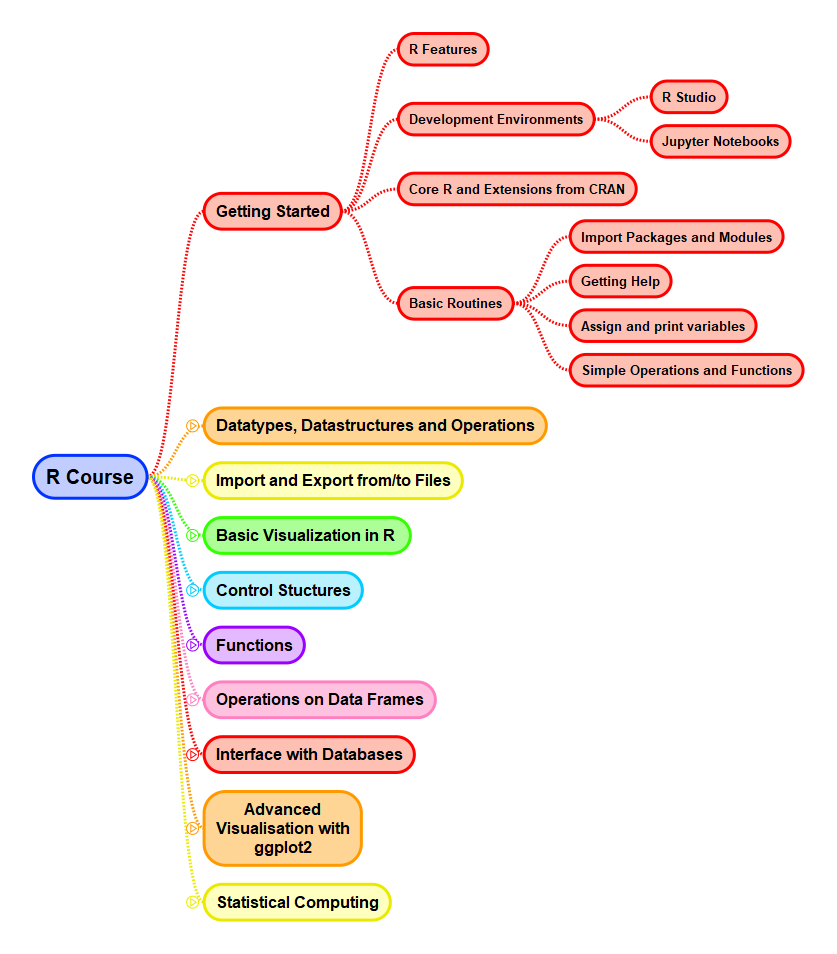 R Course
Getting Started
R Features
Development Environments
R Studio
Jupyter Notebooks
Core R and Extensions from CRAN
Basic Routines
Import Packages and Modules
Getting Help
Assign and print variables
Simple Operations and Functions
Datatypes, Datastructures and Operations
Import and Export from/to Files
Basic Visualization in R
Control Stuctures
Functions
Operations on Data Frames
Interface with Databases
Advanced
Visualisation with
ggplot2
Statistical Computing